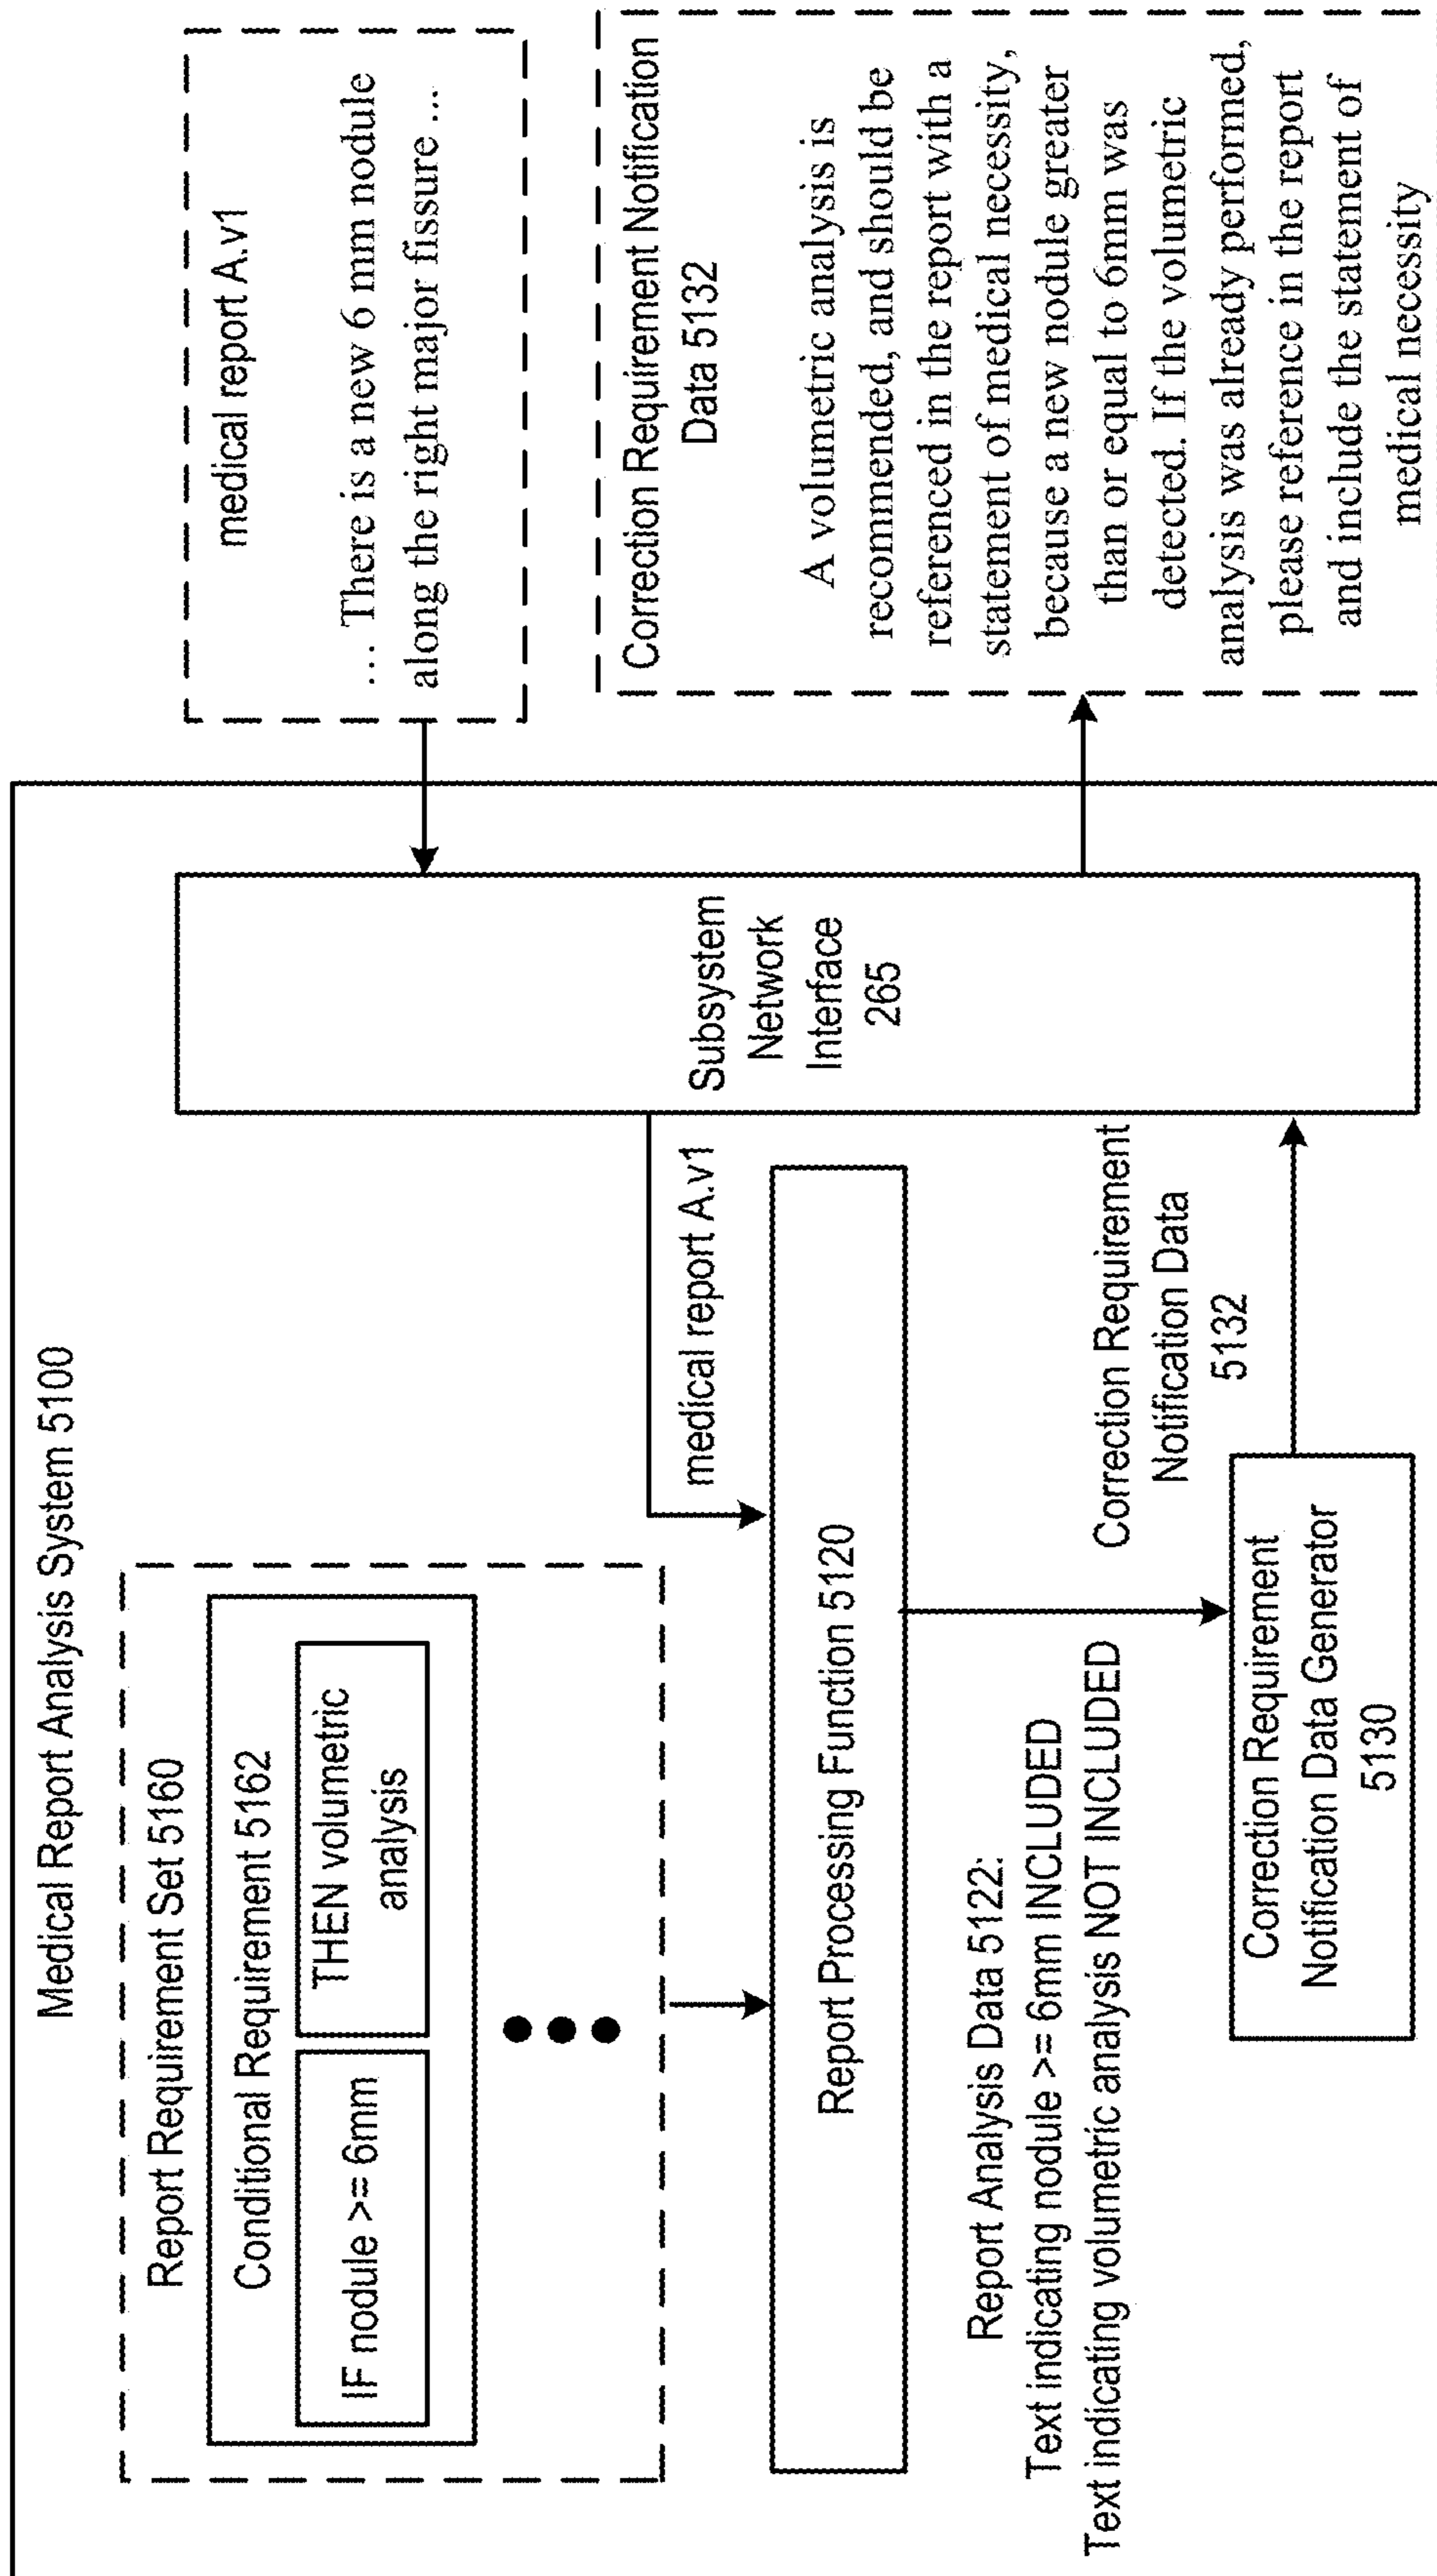 Medical Report Analysis System 5100
Report Requirement Set 5160
Conditional Requirement 5162
IF nodule >= 6mm
THEN volumetric
analysis
medical report A.v1
Report Processing Function 5120
Report Analysis Data 5122:
Text indicating nodule >= 6mm INCLUDED
Text indicating volumetric analysis NOT INCLUDED
Correction Requirement
Notification Data Generator
5130
Correction Requirement
Notification Data
5132
Subsystem
Network
Interface
265
medical report A.v1
… There is a new 6 mm nodule
along the right major fissure …
Correction Requirement Notification
Data 5132
A volumetric analysis is
recommended, and should be
referenced in the report with a
statement of medical necessity,
because a new nodule greater
than or equal to 6mm was
detected. If the volumetric
analysis was already performed,
please reference in the report
and include the statement of
medical necessity